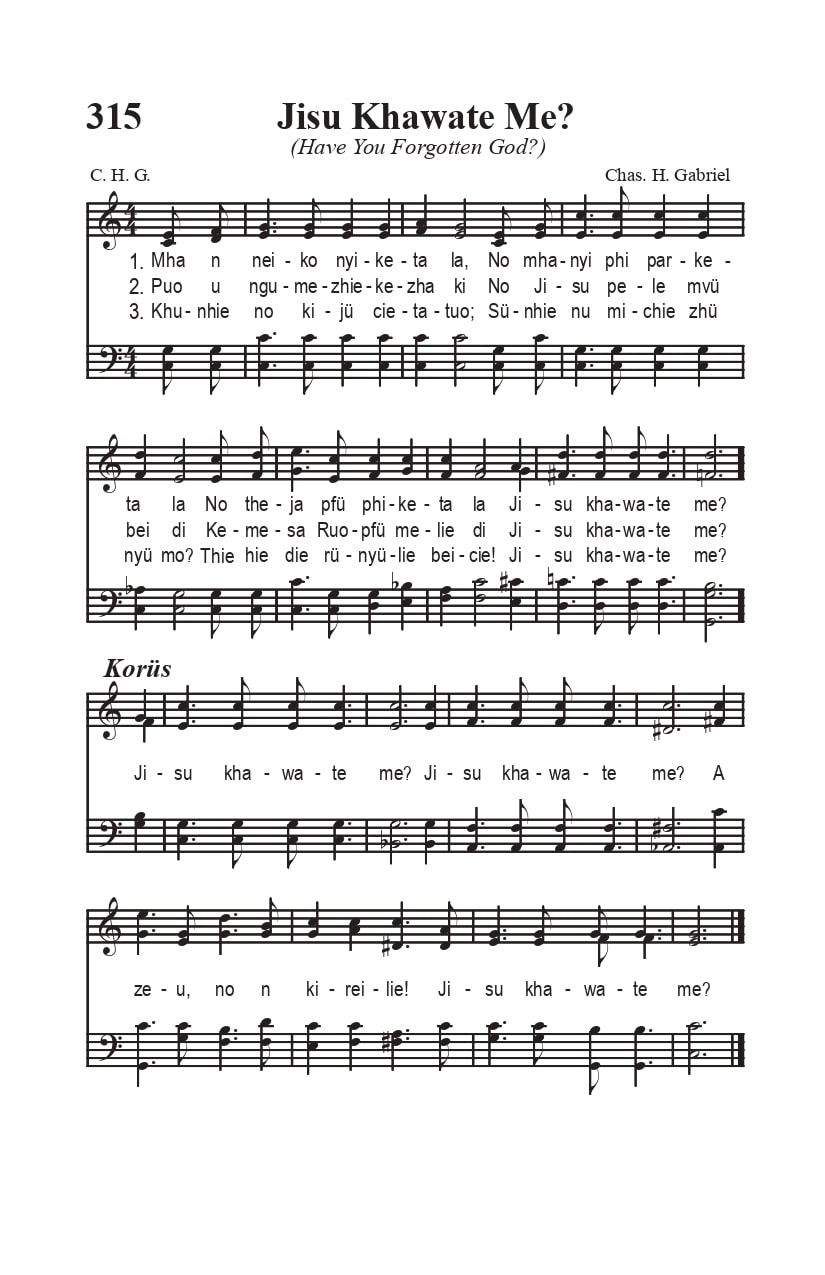 315 Jisu Khawate Me?
(Have You Forgotten God?)
C. H. G. Chas. H. Gabriel
1. Mha n nei - ko nyi - ke - ta la, No mha - nyi phi par - ke -
2. Puo u ngu - me - zhie - ke - zha ki No Ji - su pe - le mvü
3. Khu - nhie no ki - jü cie - ta - tuo; Sü - nhie nu mi - chie zhü
ta la No the - ja pfü phi - ke - ta la Ji - su kha - wa - te me?
bei di Ke - me - sa Ruo - pfü me - lie di Ji - su kha - wa - te me?
nyü mo? Thie hie die rü - nyü - lie bei - cie! Ji - su kha - wa - te me?
Korüs
Ji - su kha - wa - te me? Ji - su kha - wa - te me? A
ze - u, no n ki - rei - lie! Ji - su kha - wa - te me?